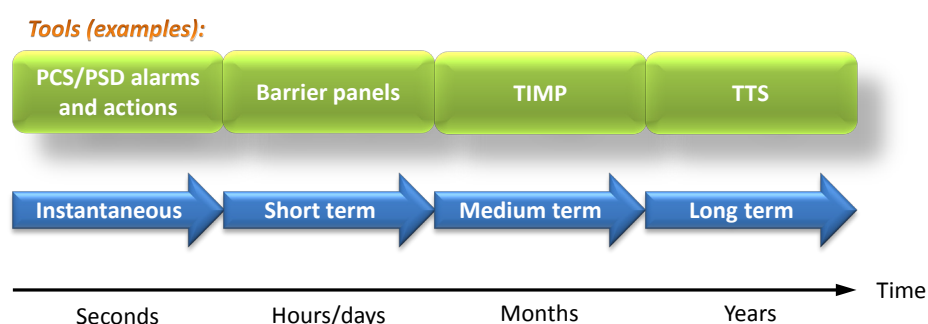 Tools (examples):
PCS/PSD alarms
and actions
Barrier panels
TIMP
TTS
Instantaneous
Short term
Medium term
Long term
Time
Seconds
Hours/days
Months
Years